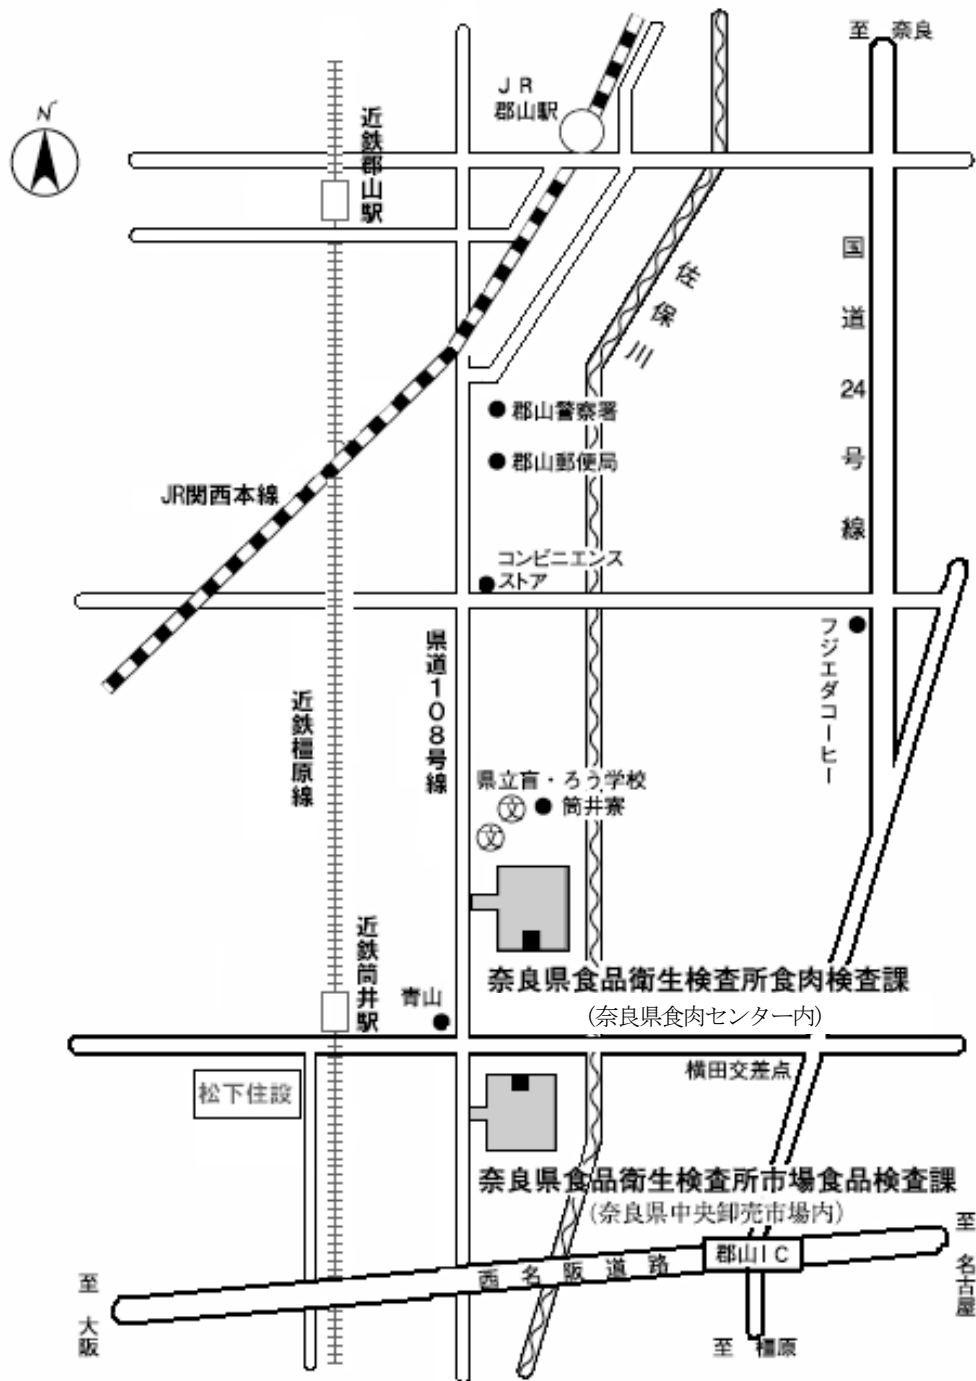 至 奈良
N
JR
郡山駅
近鉄郡山駅
国道24号線
佐保川
郡山警察署
郡山郵便局
JR関西本線
コンビニエンス
ストア
フジエダコーヒー
県道108号線
近鉄橿原線
県立盲・ろう学校
文
筒井寮
文
近鉄筒井駅
奈良県食品衛生検査所食肉検査課
(奈良県食肉センター内)
青山
横田交差点
松下住設
奈良県食品衛生検査所市場食品検査課
(奈良県中央卸売市場内)
至 名古屋
郡山IC
西名阪道路
至 大阪
至 橿原